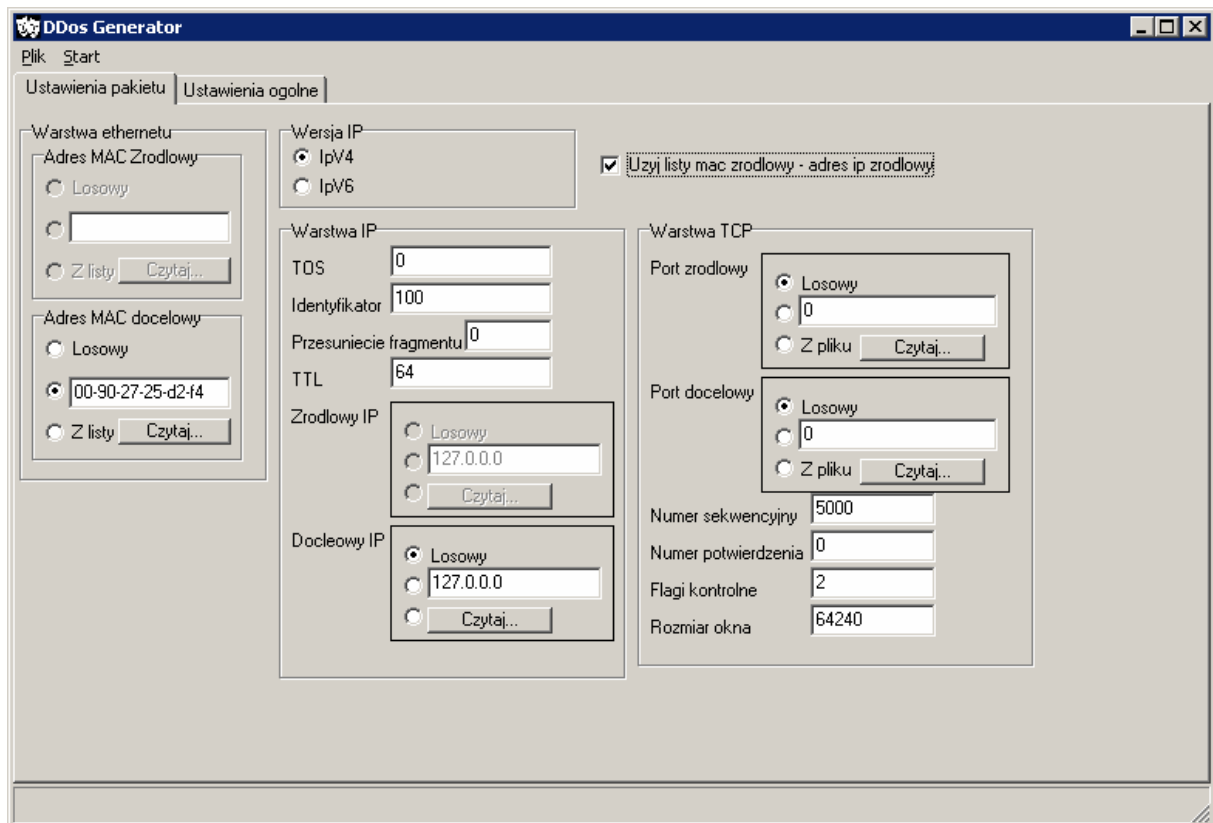 DDos Generator
Plik Start
Ustawienia pakietu Ustawienia ogolne
Warstwa ethernetu
Adres MAC Zrodlowy
Losowy
Z listy Czytaj...
Adres MAC docelowy
Losowy
00-90-27-25-d2-f4
Z listy Czytaj...
Wersja IP
IpV4
IpV6
Uzyj listy mac zrodlowy - adres ip zrodlowy
Warstwa IP
TOS 0
Identyfikator 100
Przesuniecie fragmentu 0
TTL 64
Zrodlowy IP
Losowy
127.0.0.0
Czytaj...
Docleowy IP
Losowy
127.0.0.0
Czytaj...
Warstwa TCP
Port zrodlowy
Losowy
0
Z pliku Czytaj...
Port docelowy
Losowy
0
Z pliku Czytaj...
Numer sekwencyjny 5000
Numer potwierdzenia 0
Flagi kontrolne 2
Rozmiar okna 64240